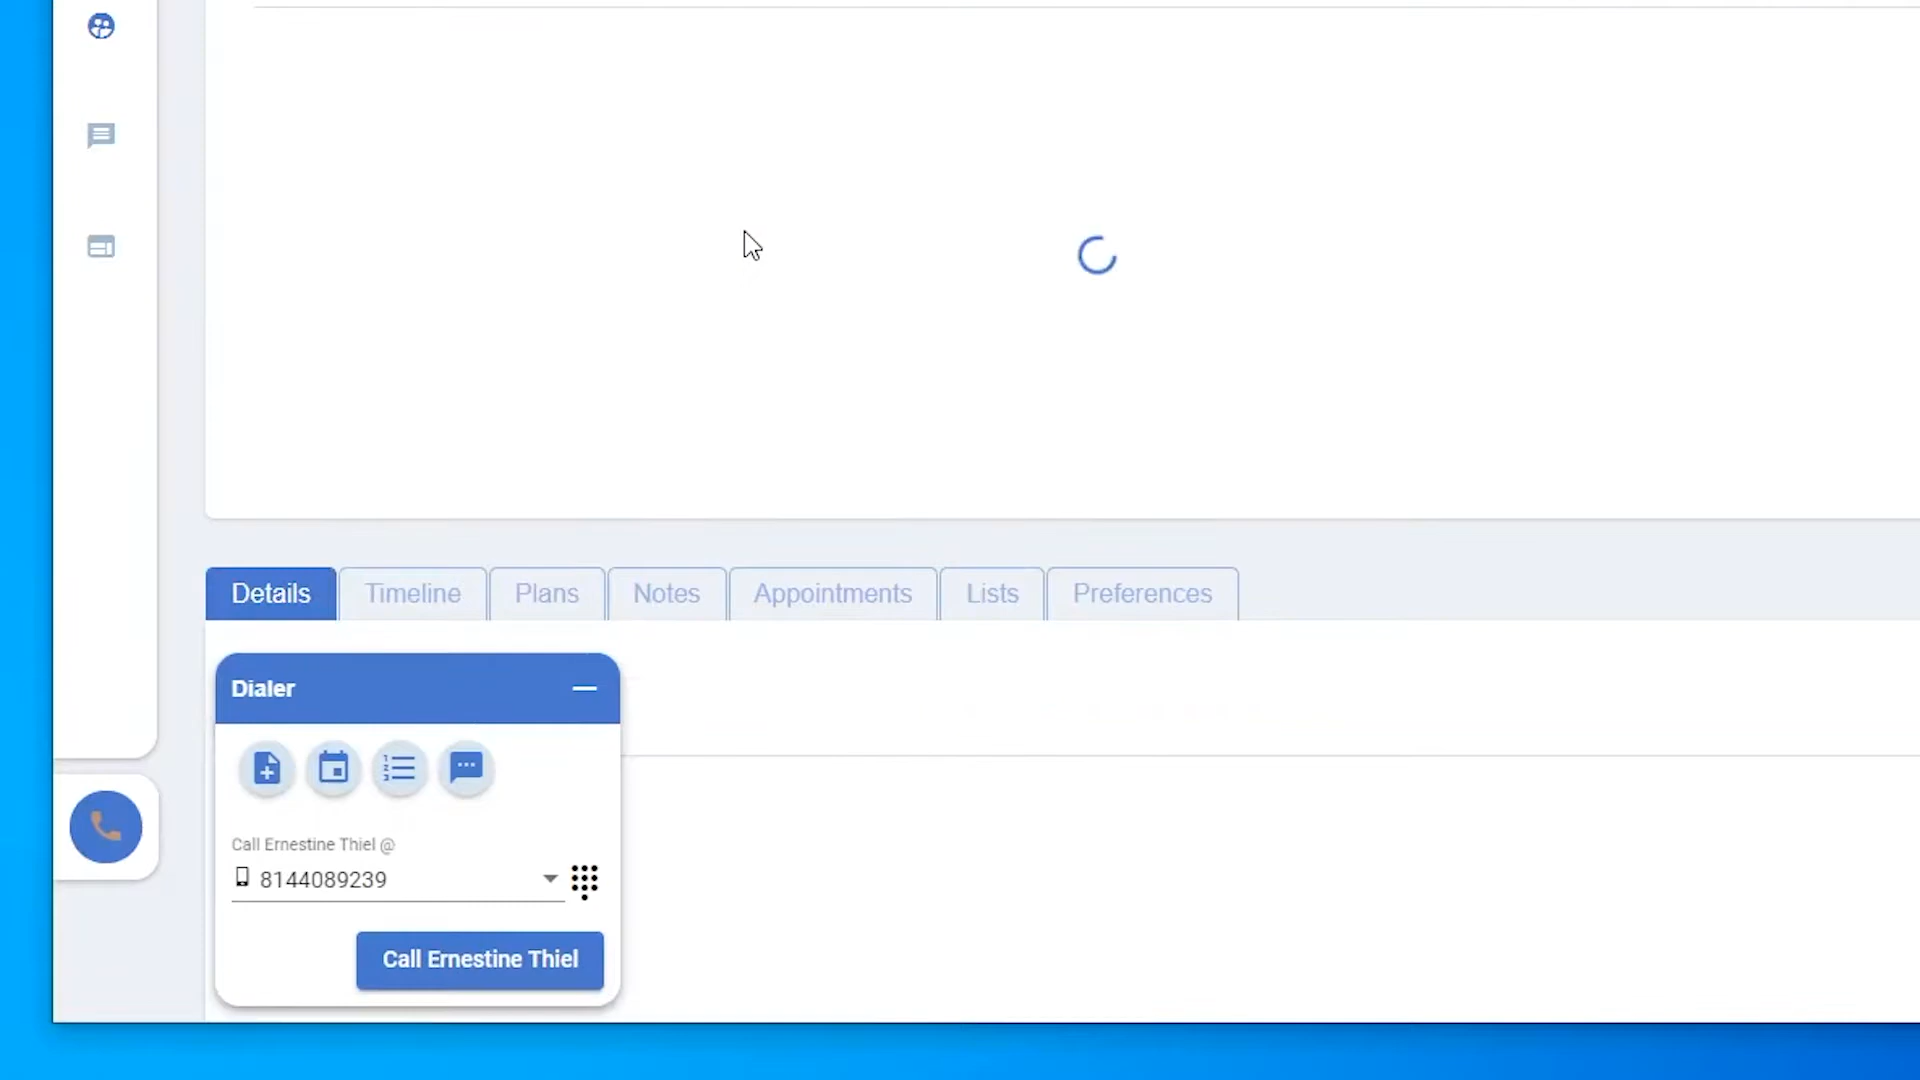 Details Timeline Plans Notes Appointments Lists Preferences
Dialer
Call Ernestine Thiel @
8144089239
Call Ernestine Thiel